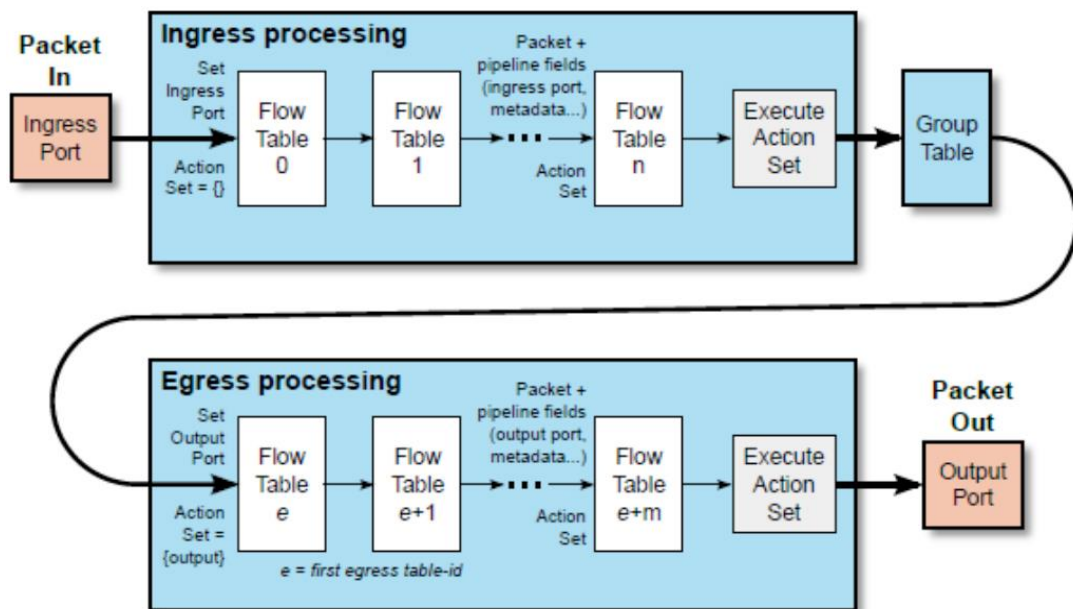 Packet
In
Ingress
Port
Ingress processing
Set
Ingress
Port
Action
Set = {}
Flow
Table
0
Flow
Table
1
Packet +
pipeline fields
(ingress port,
metadata...)
Action
Set
Flow
Table
n
Execute
Action
Set
Group
Table
Egress processing
Set
Output
Port
Action
Set =
{output}
Flow
Table
e
Flow
Table
e+1
e = first egress table-id
Packet +
pipeline fields
(output port,
metadata...)
Action
Set
Flow
Table
e+m
Execute
Action
Set
Packet
Out
Output
Port